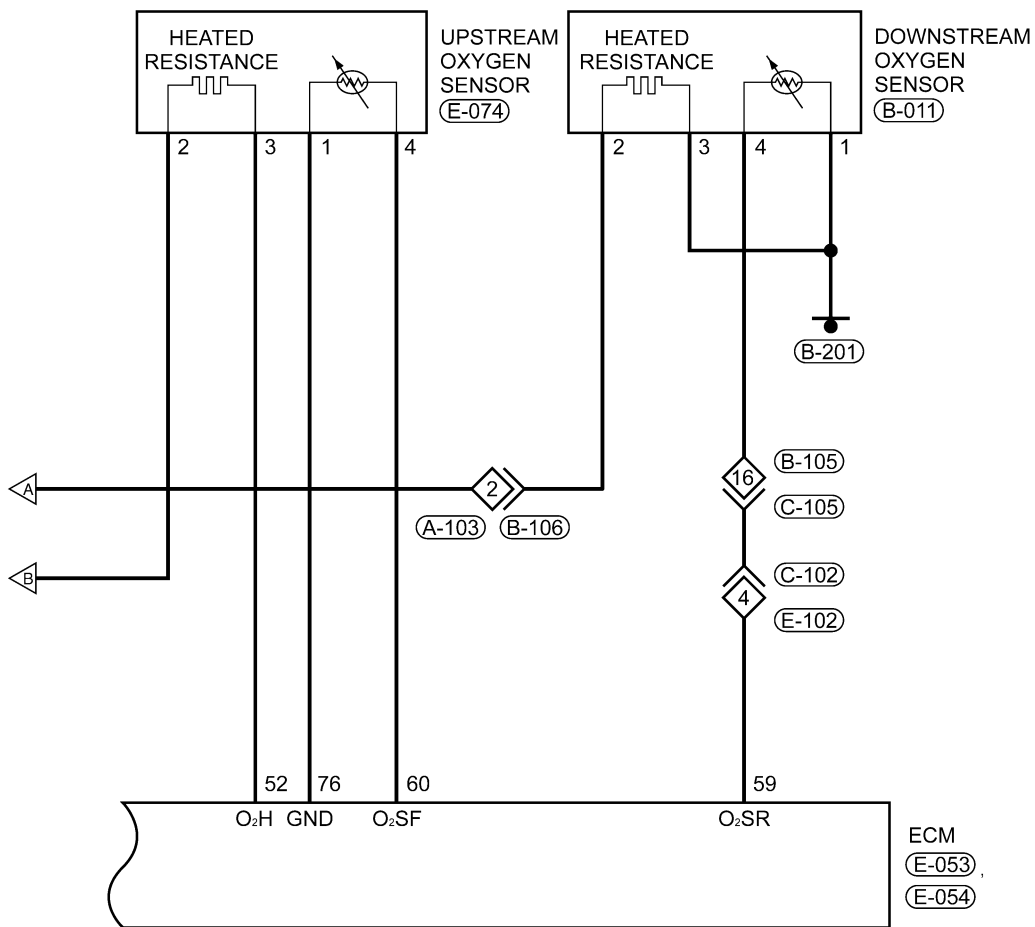 HEATED
RESISTANCE
UPSTREAM
OXYGEN
SENSOR
E-074
2 3 1 4
HEATED
RESISTANCE
DOWNSTREAM
OXYGEN
SENSOR
B-011
2 3 4 1
B-201
A
2
A-103 B-106
B
16
B-105
C-105
C-102
4
E-102
52 76 60 59
O₂H GND O₂SF O₂SR
ECM
E-053 ,
E-054